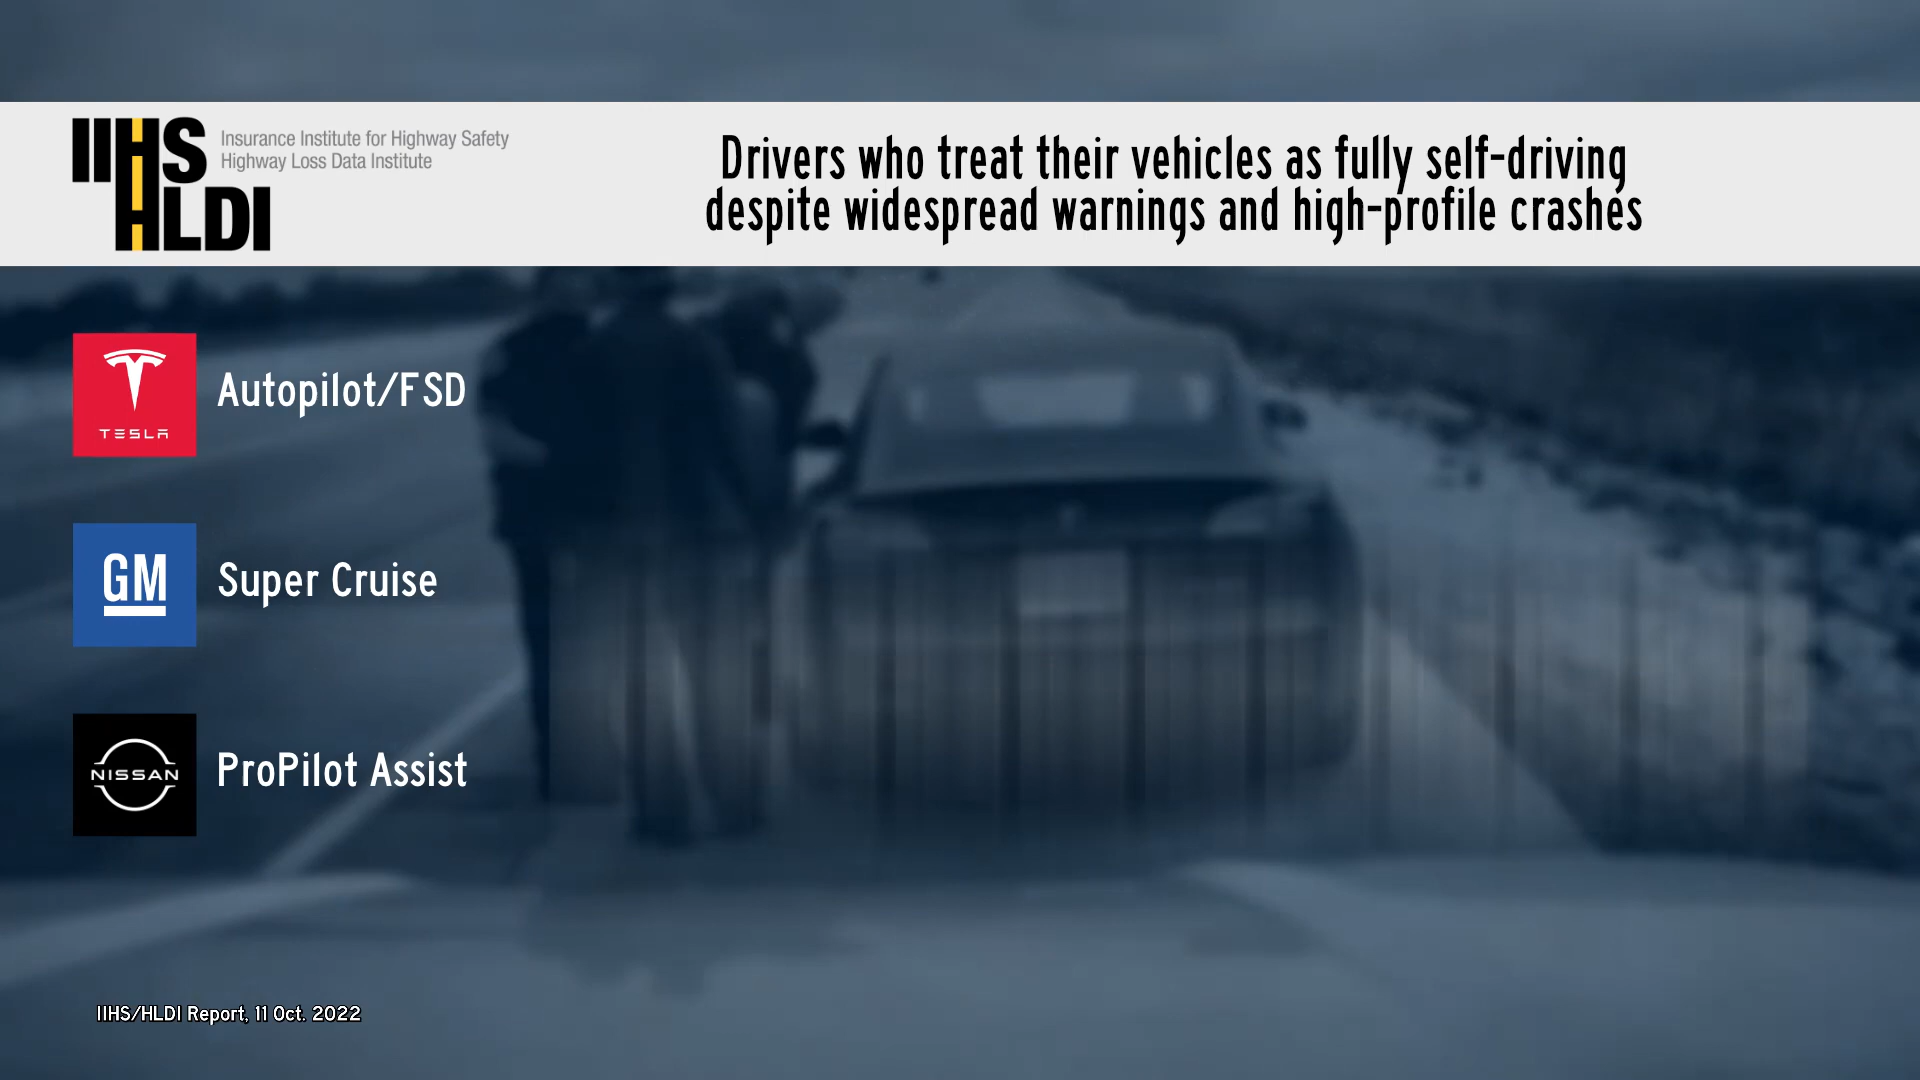 IIHS
HLDI
Insurance Institute for Highway Safety
Highway Loss Data Institute
Drivers who treat their vehicles as fully self-driving
despite widespread warnings and high-profile crashes
TESLA
Autopilot/FSD
GM
Super Cruise
NISSAN
ProPilot Assist
IIHS/HLDI Report, 11 Oct. 2022